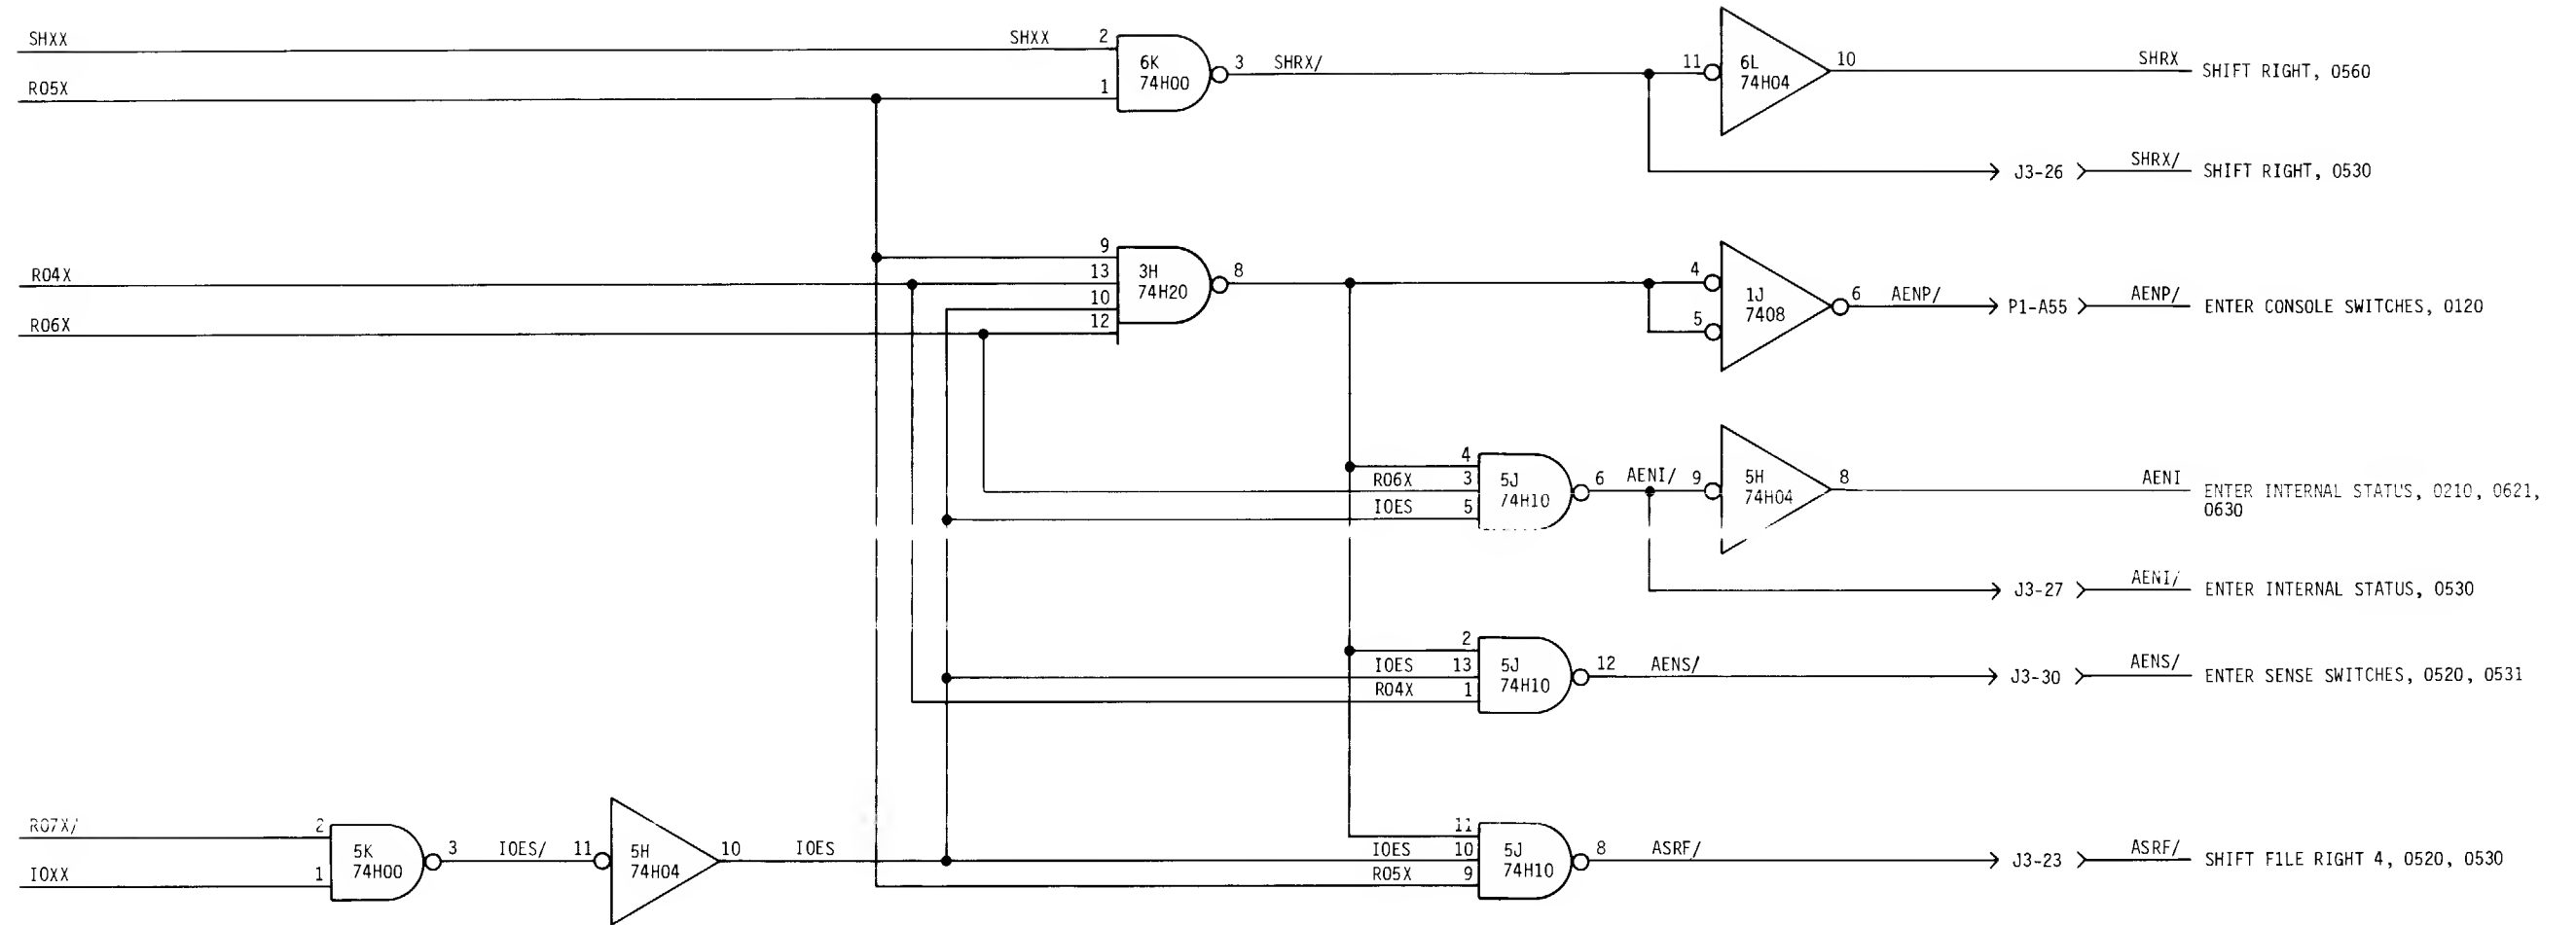 SHXX
SHXX 2
6K
74H00
3 SHRX/
11
6L
74H04
10
SHRX
SHIFT RIGHT, 0560
R05X
1
J3-26
SHRX/
SHIFT RIGHT, 0530
9
R04X
13
3H
74H20
8
10
R06X
12
4
1J
7408
5
6
AENP/
P1-A55
AENP/
ENTER CONSOLE SWITCHES, 0120
4
R06X 3
IOES 5
5J
74H10
6
AENI/
9
5H
74H04
8
AENI
ENTER INTERNAL STATUS, 0210, 0621,
0630
J3-27
AENI/
ENTER INTERNAL STATUS, 0530
2
IOES 13
R04X 1
5J
74H10
12
AENS/
J3-30
AENS/
ENTER SENSE SWITCHES, 0520, 0531
R07X/
2
IOXX
1
5K
74H00
3
IOES/
11
5H
74H04
10
IOES
11
IOES 10
R05X 9
5J
74H10
8
ASRF/
J3-23
ASRF/
SHIFT F1LE RIGHT 4, 0520, 0530